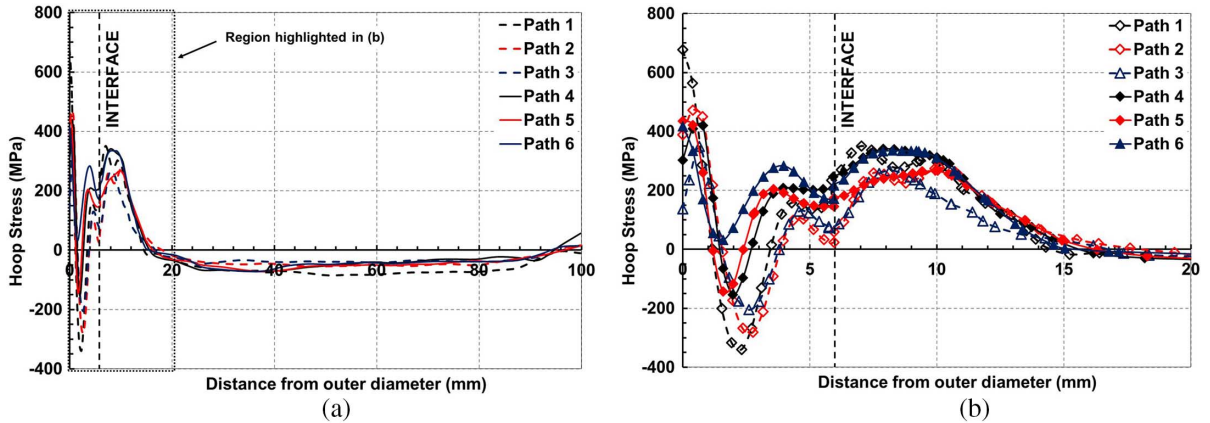 800
600
400
200
0
-200
-400
Hoop Stress (MPa)
0
20
40
60
80
100
Distance from outer diameter (mm)
INTERFACE
Region highlighted in (b)
Path 1
Path 2
Path 3
Path 4
Path 5
Path 6
(a)
800
600
400
200
0
-200
-400
Hoop Stress (MPa)
0
5
10
15
20
Distance from outer diameter (mm)
INTERFACE
Path 1
Path 2
Path 3
Path 4
Path 5
Path 6
(b)